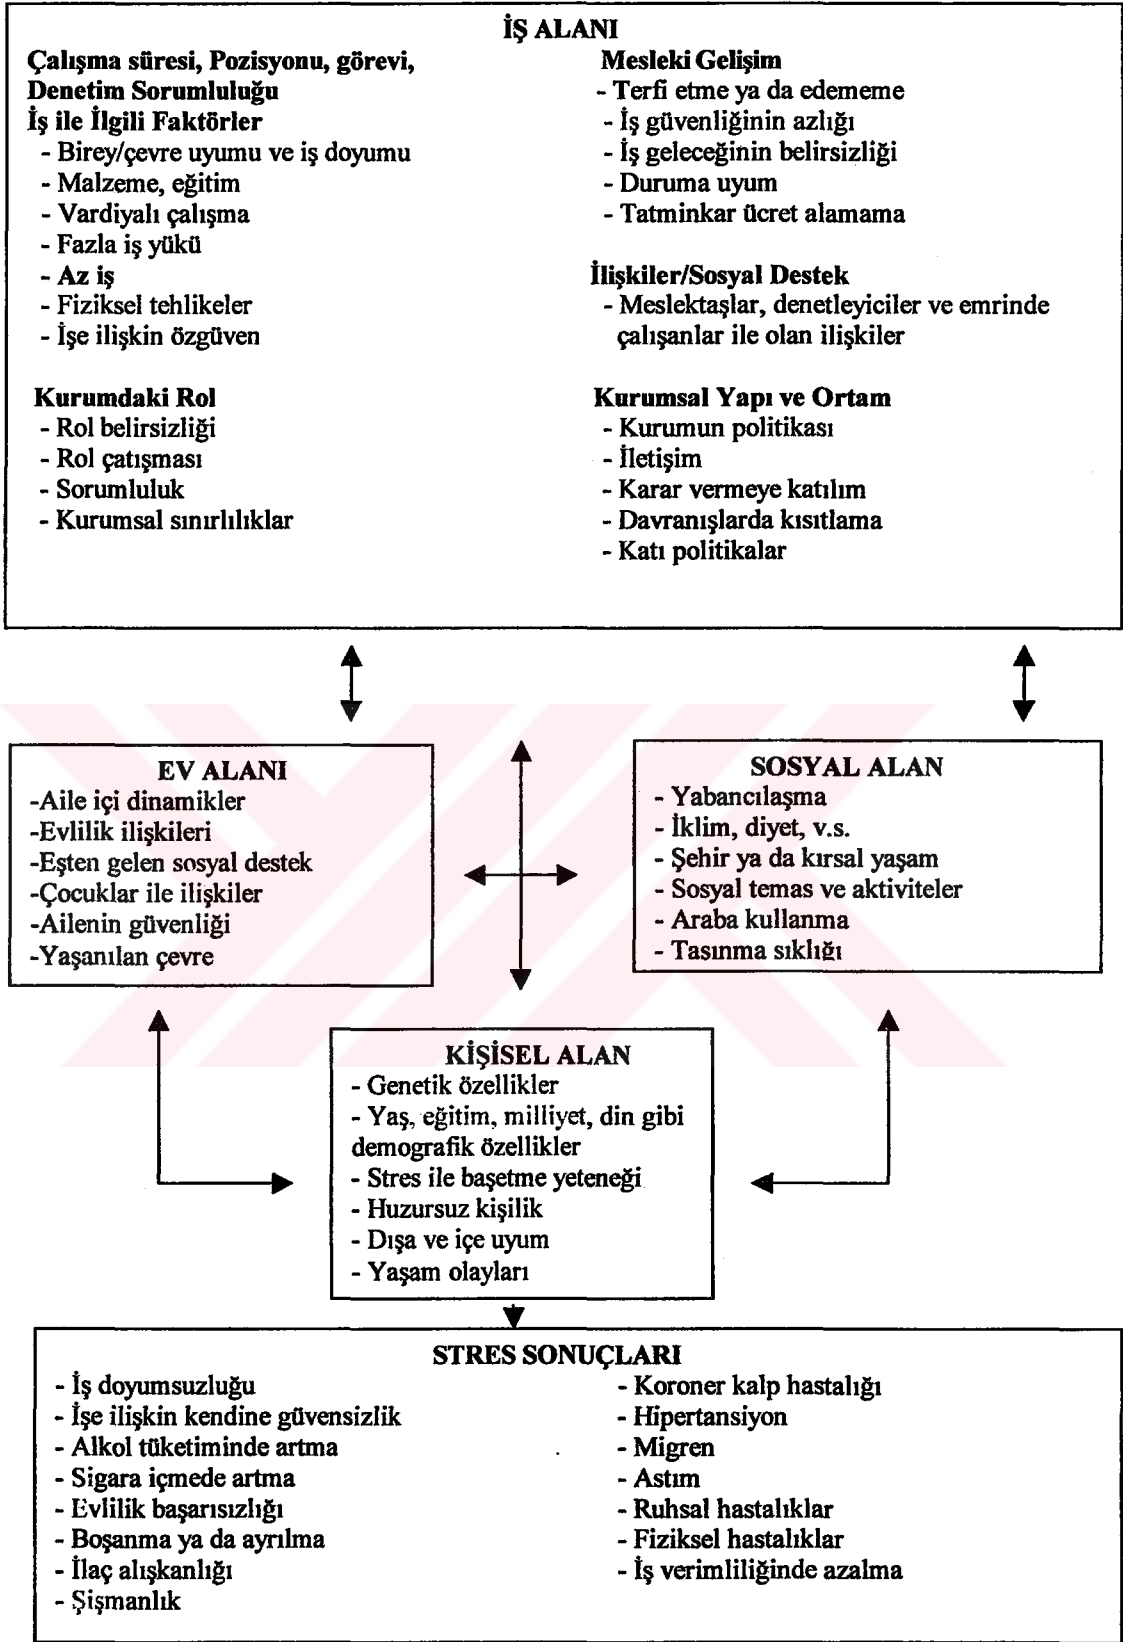 İŞ ALANI
Çalışma süresi, Pozisyonu, görevi,
Denetim Sorumluluğu
İş ile İlgili Faktörler
- Birey/çevre uyumu ve iş doyumu
- Malzeme, eğitim
- Vardiyalı çalışma
- Fazla iş yükü
- Az iş
- Fiziksel tehlikeler
- İşe ilişkin özgüven
Kurumdaki Rol
- Rol belirsizliği
- Rol çatışması
- Sorumluluk
- Kurumsal sınırlılıklar
Mesleki Gelişim
- Terfi etme ya da edememe
- İş güvenliğinin azlığı
- İş geleceğinin belirsizliği
- Duruma uyum
- Tatminkar ücret alamama
İlişkiler/Sosyal Destek
- Meslektaşlar, denetleyiciler ve emrinde
çalışanlar ile olan ilişkiler
Kurumsal Yapı ve Ortam
- Kurumun politikası
- İletişim
- Karar vermeye katılım
- Davranışlarda kısıtlama
- Katı politikalar
EV ALANI
-Aile içi dinamikler
-Evlilik ilişkileri
-Eşten gelen sosyal destek
-Çocuklar ile ilişkiler
-Ailenin güvenliği
-Yaşanılan çevre
SOSYAL ALAN
- Yabancılaşma
- İklim, diyet, v.s.
- Şehir ya da kırsal yaşam
- Sosyal temas ve aktiviteler
- Araba kullanma
- Tasınma sıklığı
KİŞİSEL ALAN
- Genetik özellikler
- Yaş, eğitim, milliyet, din gibi
demografik özellikler
- Stres ile başetme yeteneği
- Huzursuz kişilik
- Dışa ve içe uyum
- Yaşam olayları
STRES SONUÇLARI
- İş doyumsuzluğu
- İşe ilişkin kendine güvensizlik
- Alkol tüketiminde artma
- Sigara içmede artma
- Evlilik başarısızlığı
- Boşanma ya da ayrılma
- İlaç alışkanlığı
- Şişmanlık
- Koroner kalp hastalığı
- Hipertansiyon
- Migren
- Astım
- Ruhsal hastalıklar
- Fiziksel hastalıklar
- İş verimliliğinde azalma